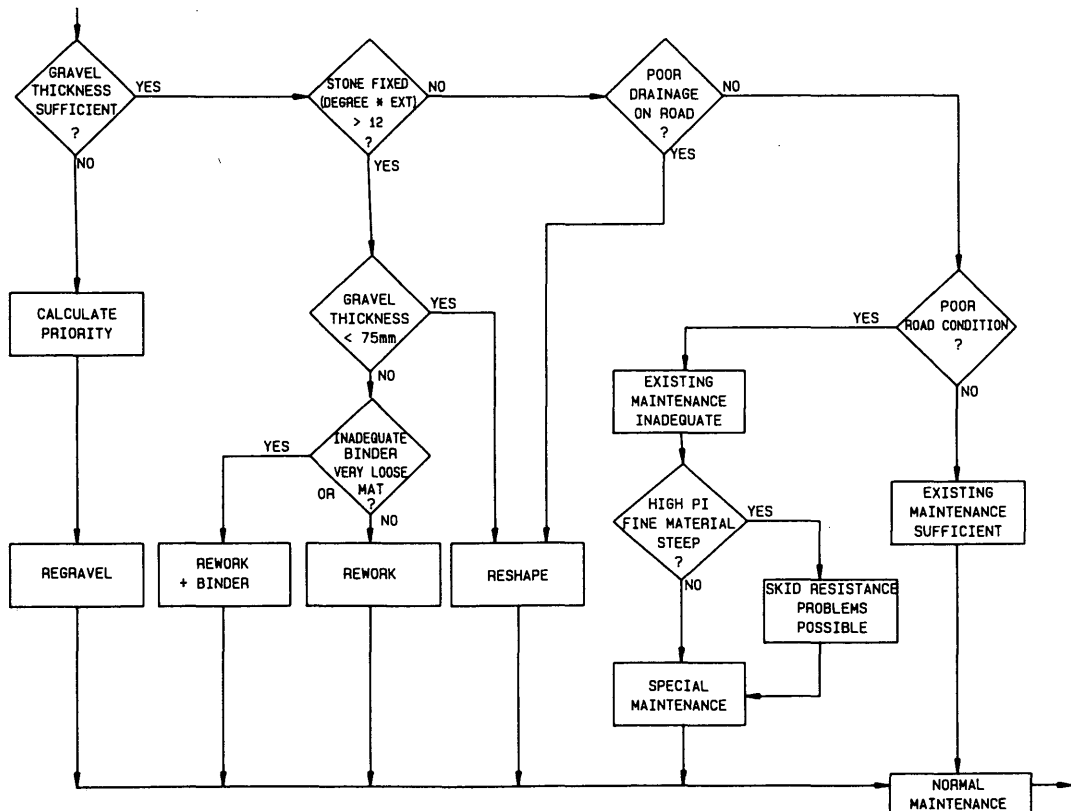 GRAVEL
THICKNESS
SUFFICIENT
?
YES
NO
STONE FIXED
(DEGREE * EXT)
> 12
?
NO
YES
POOR
DRAINAGE
ON ROAD
?
NO
YES
CALCULATE
PRIORITY
GRAVEL
THICKNESS
< 75mm
YES
NO
POOR
ROAD CONDITION
?
YES
NO
EXISTING
MAINTENANCE
INADEQUATE
INADEQUATE
BINDER
VERY LOOSE
MAT
?
YES
OR
NO
HIGH PI
FINE MATERIAL
STEEP
?
YES
NO
EXISTING
MAINTENANCE
SUFFICIENT
REGRAVEL
REWORK
+ BINDER
REWORK
RESHAPE
SKID RESISTANCE
PROBLEMS
POSSIBLE
SPECIAL
MAINTENANCE
NORMAL
MAINTENANCE